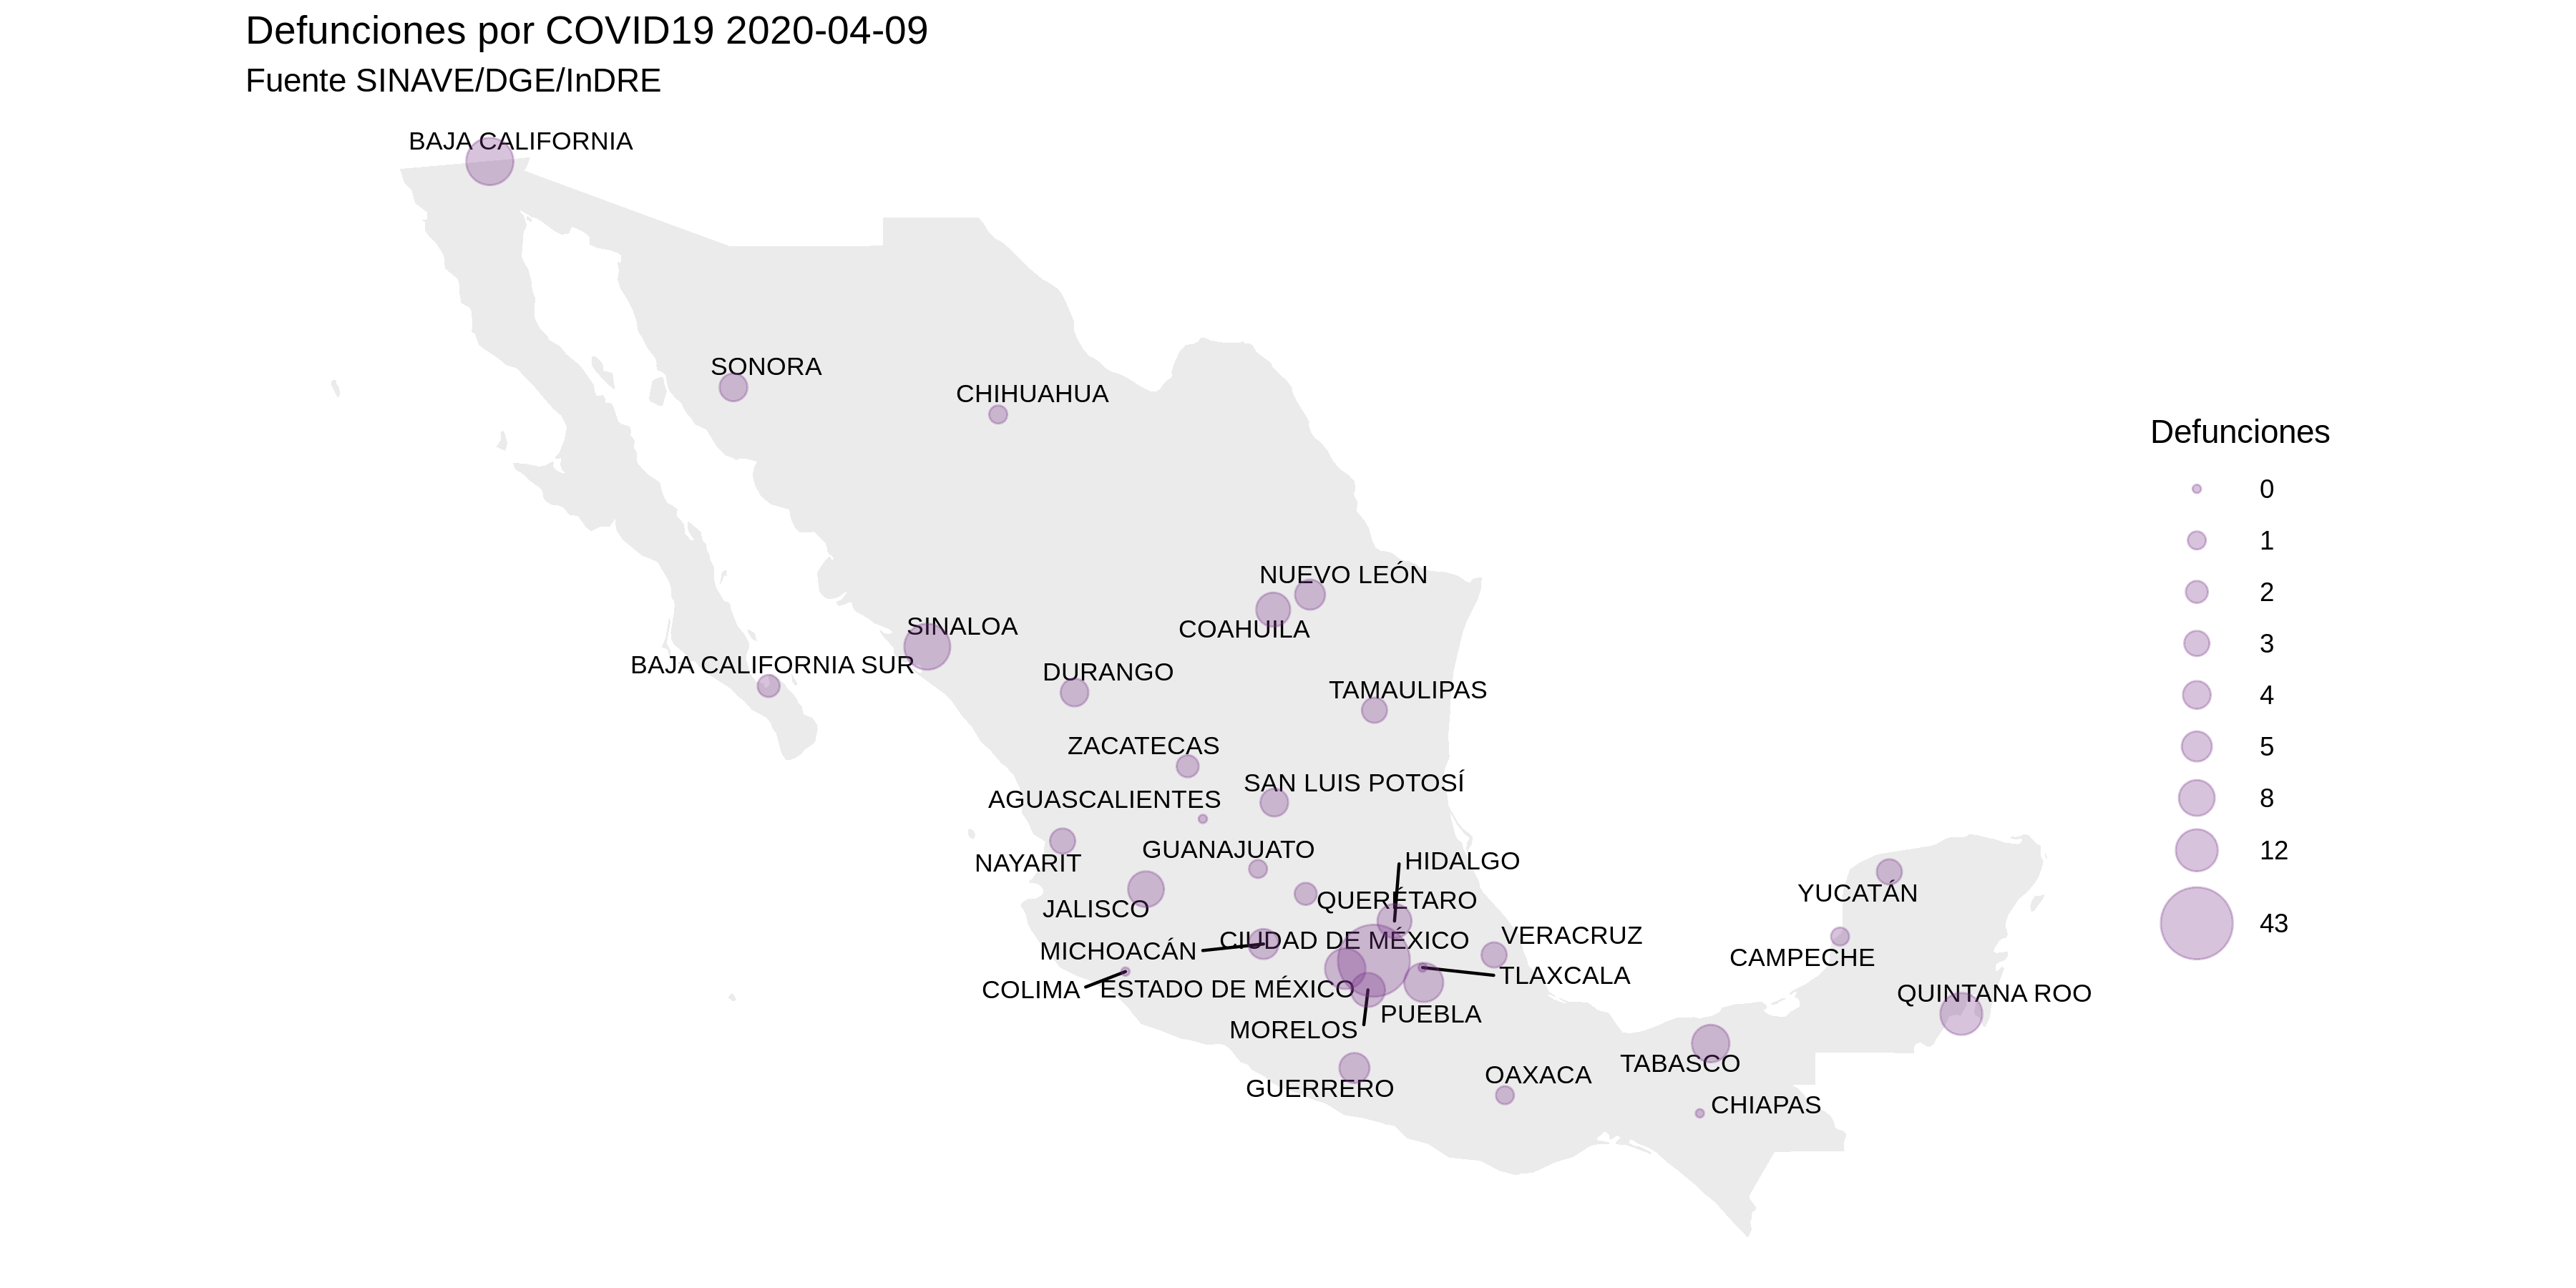 Defunciones por COVID19 2020-04-09
Fuente SINAVE/DGE/InDRE
BAJA CALIFORNIA
SONORA
CHIHUAHUA
NUEVO LEÓN
COAHUILA
SINALOA
BAJA CALIFORNIA SUR
DURANGO
TAMAULIPAS
ZACATECAS
SAN LUIS POTOSÍ
AGUASCALIENTES
GUANAJUATO
NAYARIT
HIDALGO
QUERÉTARO
JALISCO
CIUDAD DE MÉXICO
MICHOACÁN
VERACRUZ
TLAXCALA
COLIMA
ESTADO DE MÉXICO
PUEBLA
MORELOS
GUERRERO
OAXACA
YUCATÁN
CAMPECHE
QUINTANA ROO
TABASCO
CHIAPAS
Defunciones
0
1
2
3
4
5
8
12
43